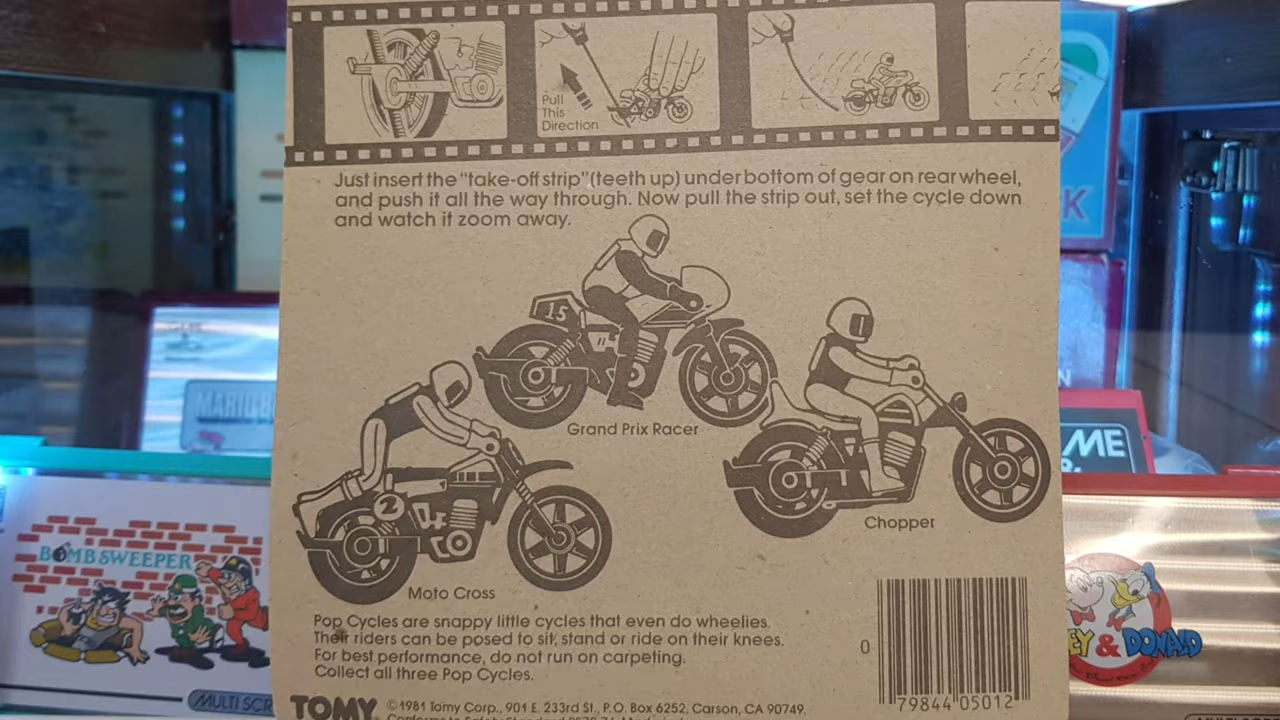 Pull
This
Direction
Just insert the "take-off strip"(teeth up) under bottom of gear on rear wheel,
and push it all the way through. Now pull the strip out, set the cycle down
and watch it zoom away.
15
Grand Prix Racer
2
Moto Cross
Chopper
Pop Cycles are snappy little cycles that even do wheelies.
Their riders can be posed to sit, stand or ride on their knees.
For best performance, do not run on carpeting.
Collect all three Pop Cycles.
0
79844 05012
TOMY
©1981 Tomy Corp., 901 E. 233rd St., P.O. Box 6252, Carson, CA 90749.
Conforms to Safety Standard
MARIO B
BOMB SWEEPER
MULTI SCR
K
N
ME
&
EY & DONALD